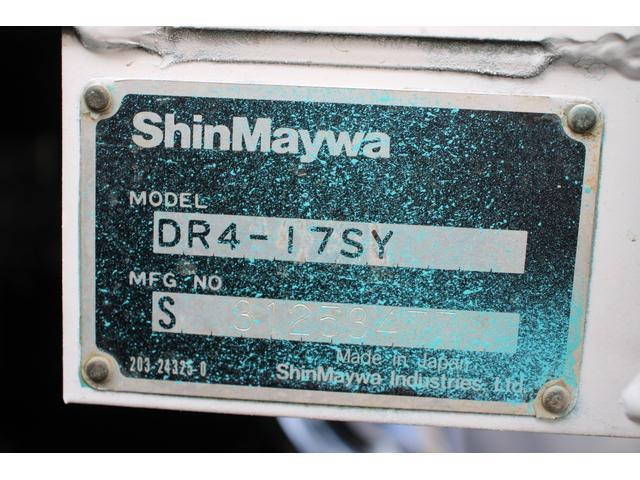 ShinMaywa
MODEL
DR4-17SY
MFG NO
S
Made in Japan
203-24325-0
ShinMaywa Industries, Ltd.